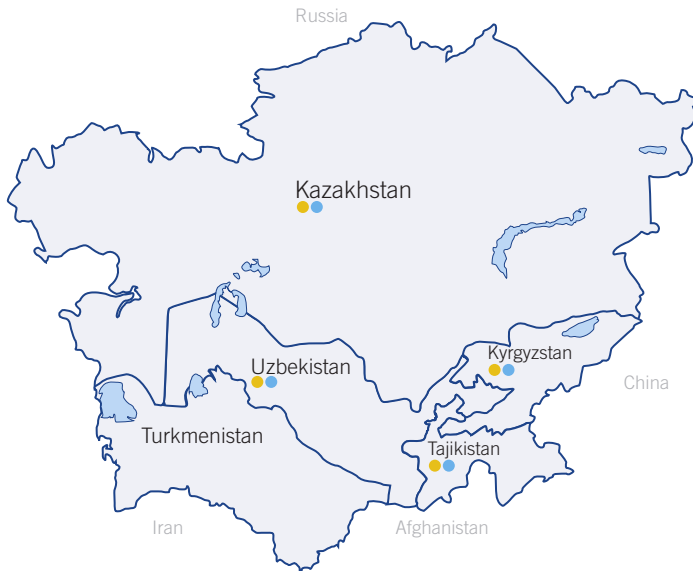 Russia
Kazakhstan
Kyrgyzstan
Uzbekistan
China
Turkmenistan
Tajikistan
Iran
Afghanistan